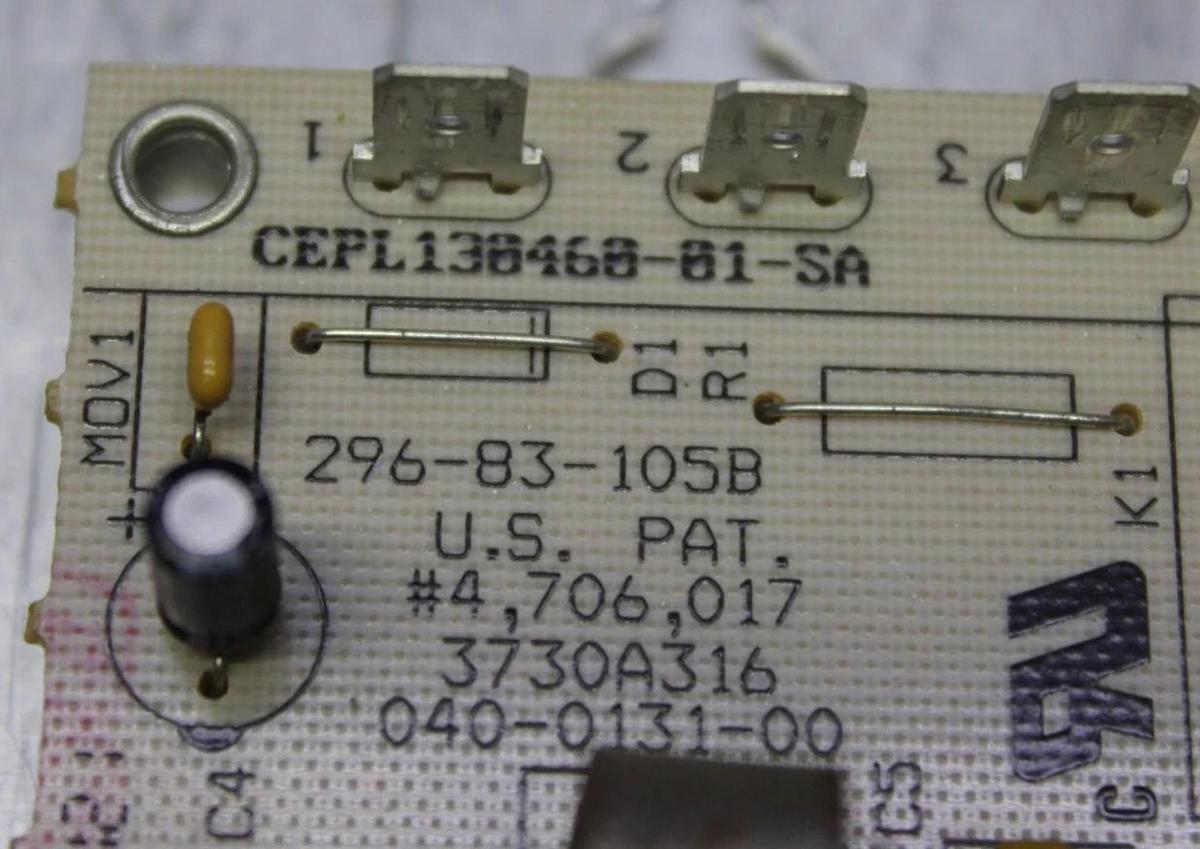 1
2
3
CEPL130460-01-SA
MOV1
D1
R1
296-83-105B
K1
+
U.S. PAT.
#4,706,017
3730A316
040-0131-00
C4
C5